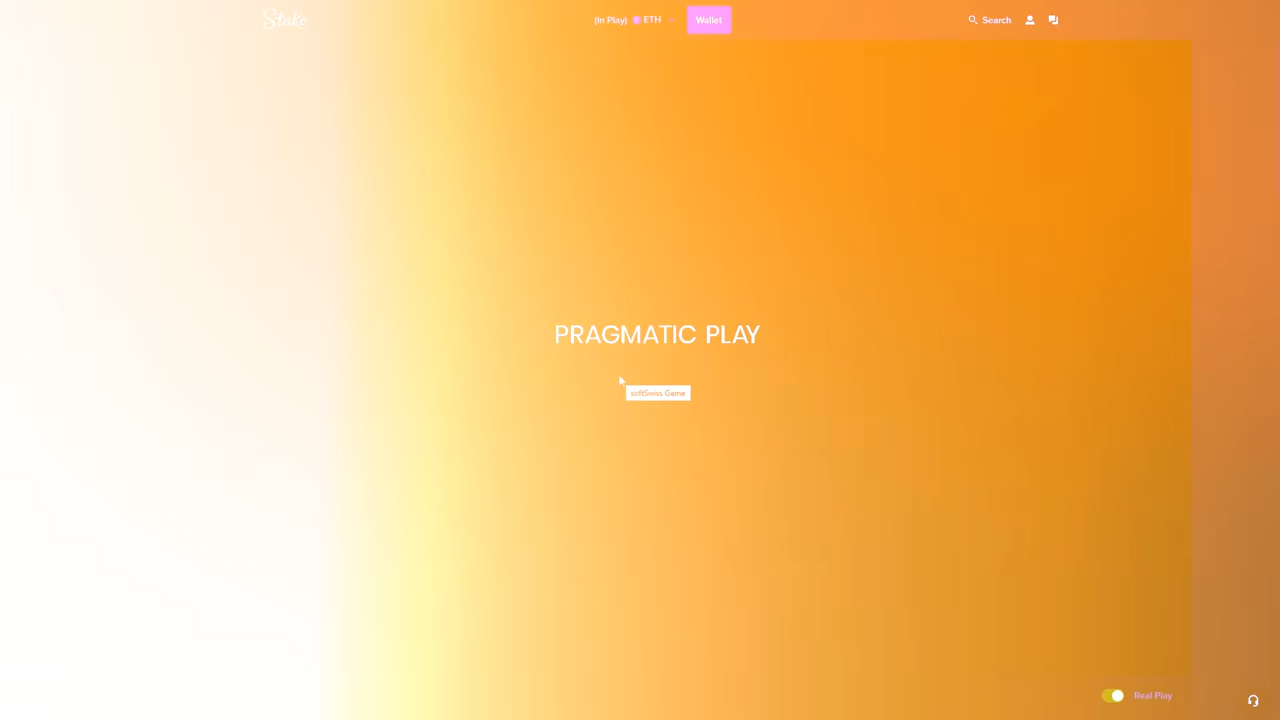 Stake
(In Play) ETH
Wallet
Search
PRAGMATIC PLAY
softSwiss Game
Real Play